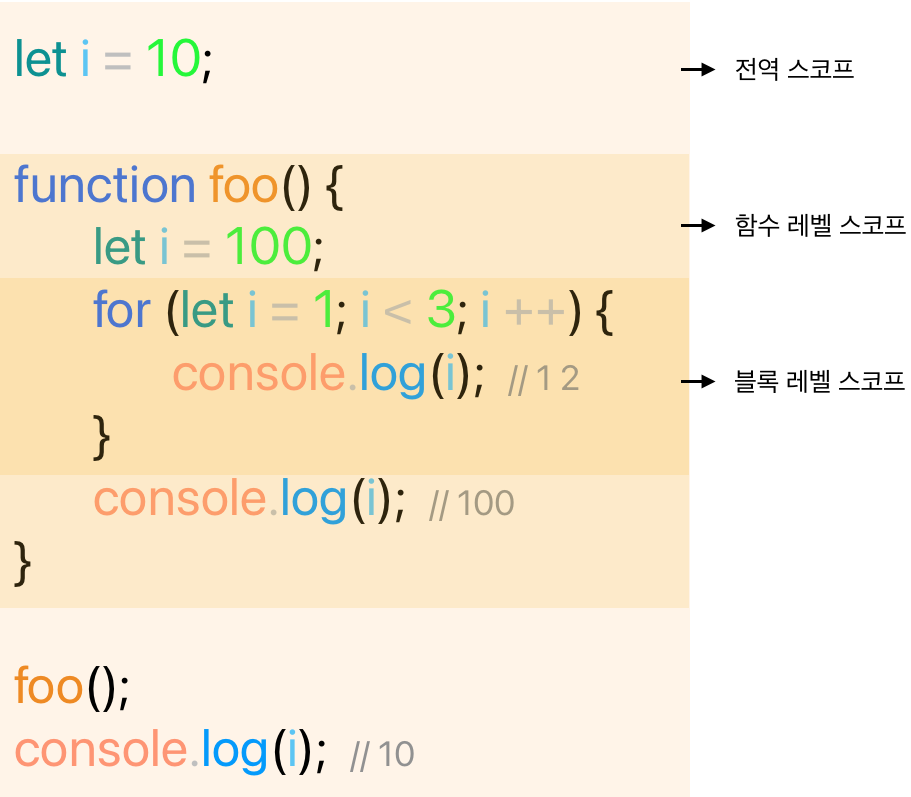 let i = 10;
전역 스코프
function foo() {
함수 레벨 스코프
let i = 100;
for (let i = 1; i < 3; i ++) {
console.log(i); // 1 2
블록 레벨 스코프
}
console.log(i); // 100
}
foo();
console.log(i); // 10